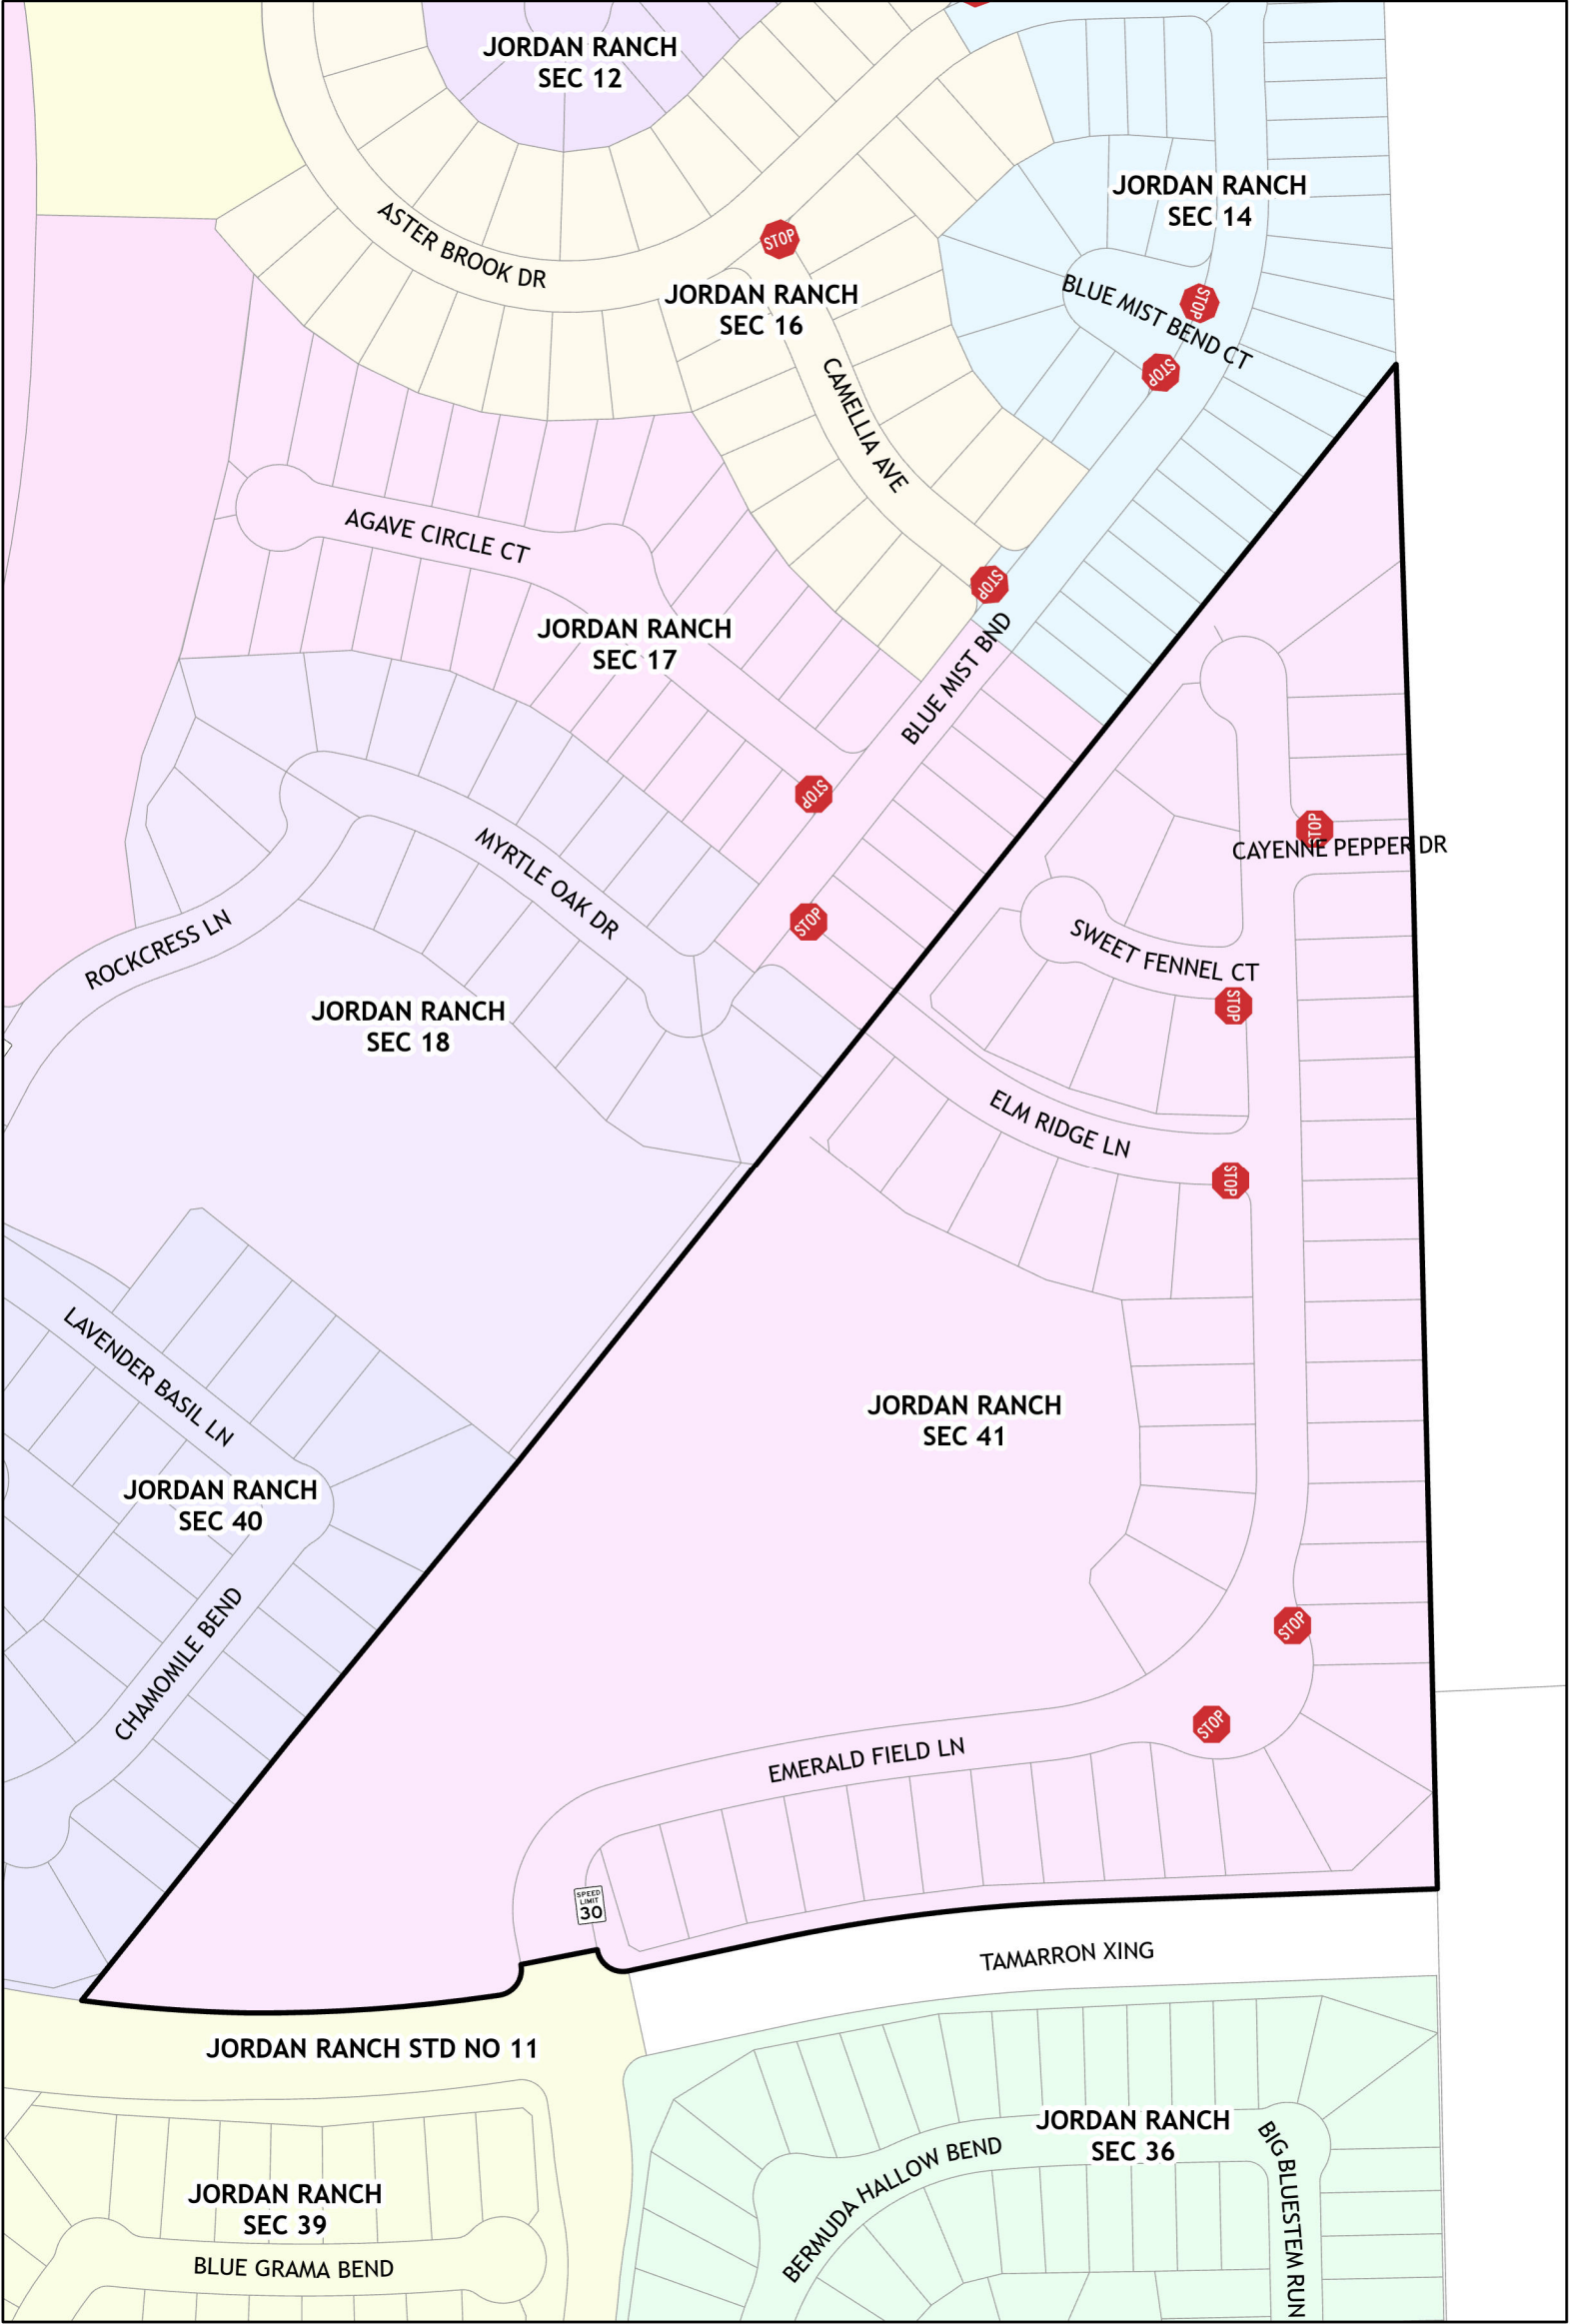 JORDAN RANCH
SEC 12
JORDAN RANCH
SEC 14
ASTER BROOK DR
STOP
JORDAN RANCH
SEC 16
BLUE MIST BEND CT
STOP
STOP
CAMELLIA AVE
AGAVE CIRCLE CT
STOP
JORDAN RANCH
SEC 17
BLUE MIST BND
STOP
STOP
CAYENNE PEPPER DR
MYRTLE OAK DR
STOP
ROCKCRESS LN
SWEET FENNEL CT
STOP
JORDAN RANCH
SEC 18
ELM RIDGE LN
STOP
LAVENDER BASIL LN
JORDAN RANCH
SEC 41
JORDAN RANCH
SEC 40
CHAMOMILE BEND
STOP
STOP
EMERALD FIELD LN
SPEED
LIMIT
30
TAMARRON XING
JORDAN RANCH STD NO 11
JORDAN RANCH
SEC 36
BIG BLUESTEM RUN
BERMUDA HALLOW BEND
JORDAN RANCH
SEC 39
BLUE GRAMA BEND